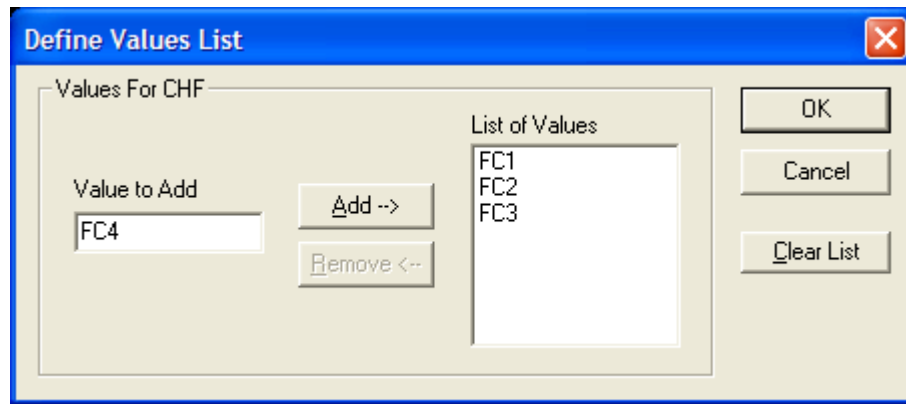 Define Values List
Values For CHF
Value to Add
FC4
Add -->
Remove <--
List of Values
FC1
FC2
FC3
OK
Cancel
Clear List